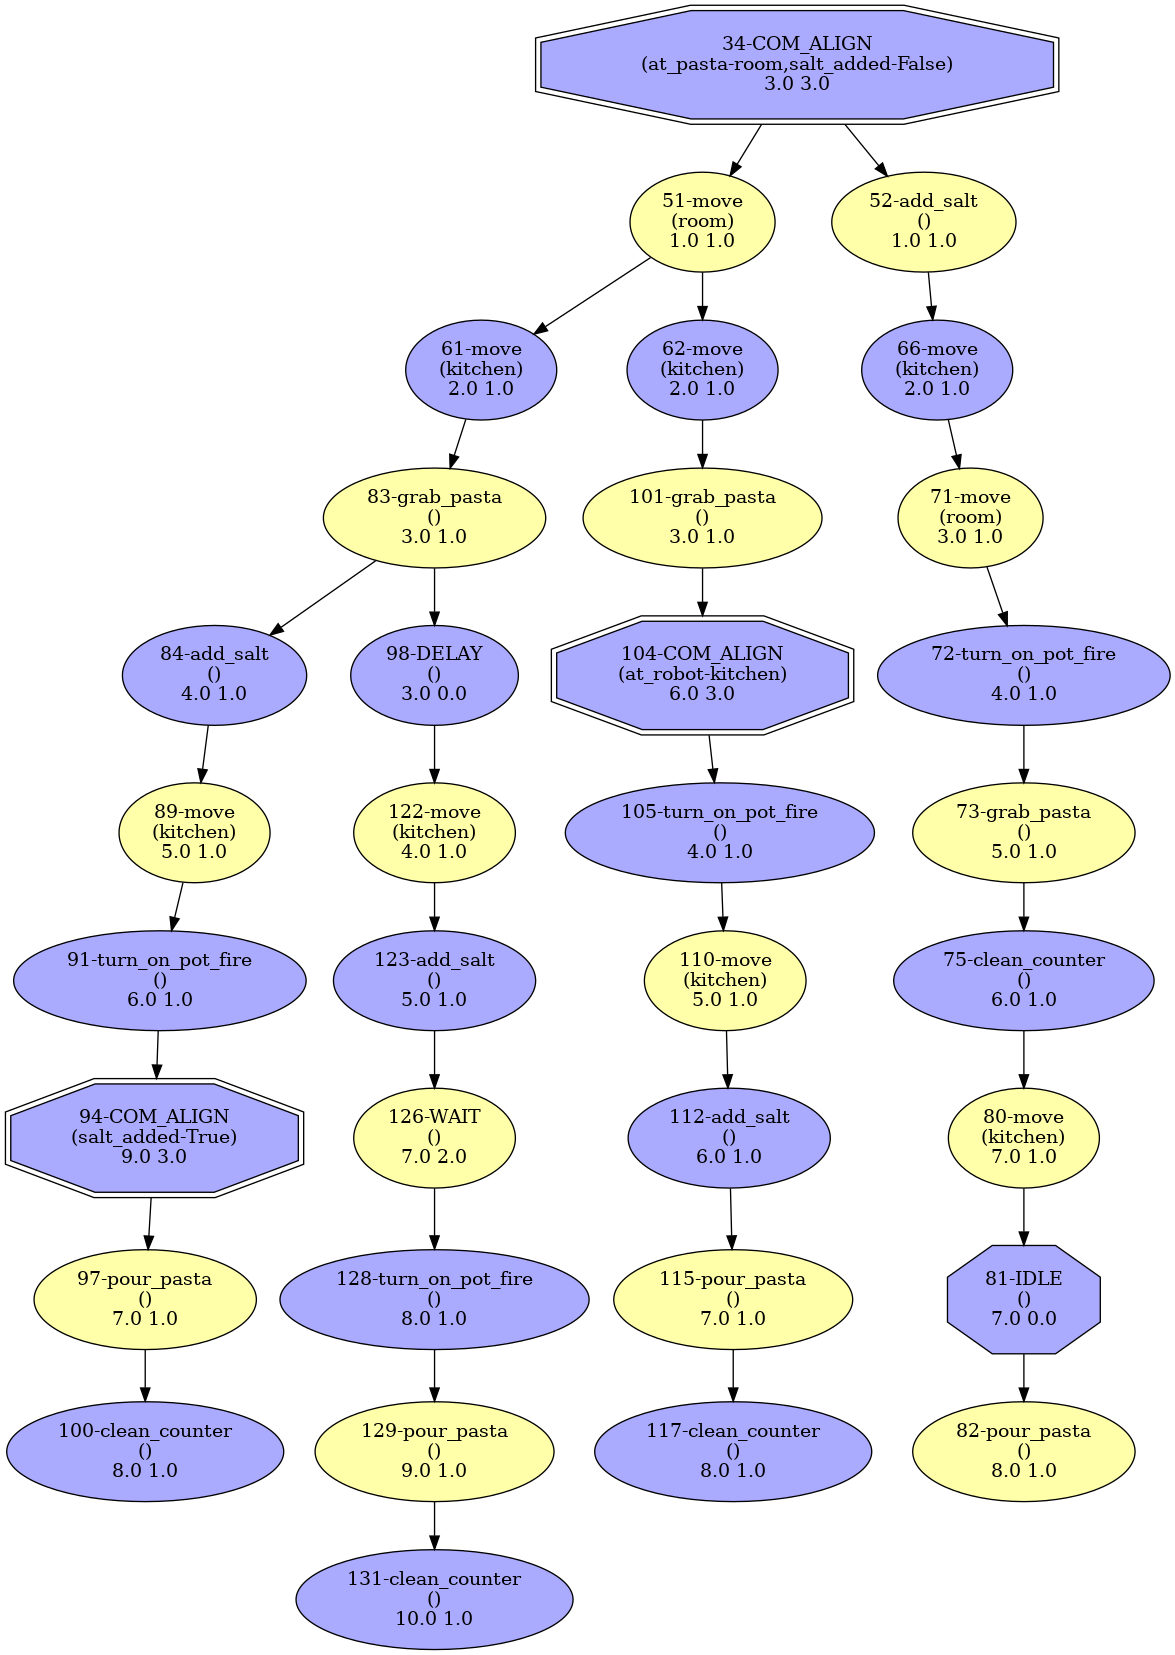 34-COM_ALIGN
(at_pasta-room,salt_added-False)
3.0 3.0
51-move
(room)
1.0 1.0
52-add_salt
()
1.0 1.0
61-move
(kitchen)
2.0 1.0
62-move
(kitchen)
2.0 1.0
66-move
(kitchen)
2.0 1.0
83-grab_pasta
()
3.0 1.0
101-grab_pasta
()
3.0 1.0
71-move
(room)
3.0 1.0
84-add_salt
()
4.0 1.0
98-DELAY
()
3.0 0.0
104-COM_ALIGN
(at_robot-kitchen)
6.0 3.0
72-turn_on_pot_fire
()
4.0 1.0
89-move
(kitchen)
5.0 1.0
122-move
(kitchen)
4.0 1.0
105-turn_on_pot_fire
()
4.0 1.0
73-grab_pasta
()
5.0 1.0
91-turn_on_pot_fire
()
6.0 1.0
123-add_salt
()
5.0 1.0
110-move
(kitchen)
5.0 1.0
75-clean_counter
()
6.0 1.0
94-COM_ALIGN
(salt_added-True)
9.0 3.0
126-WAIT
()
7.0 2.0
112-add_salt
()
6.0 1.0
80-move
(kitchen)
7.0 1.0
97-pour_pasta
()
7.0 1.0
128-turn_on_pot_fire
()
8.0 1.0
115-pour_pasta
()
7.0 1.0
81-IDLE
()
7.0 0.0
100-clean_counter
()
8.0 1.0
129-pour_pasta
()
9.0 1.0
117-clean_counter
()
8.0 1.0
82-pour_pasta
()
8.0 1.0
131-clean_counter
()
10.0 1.0